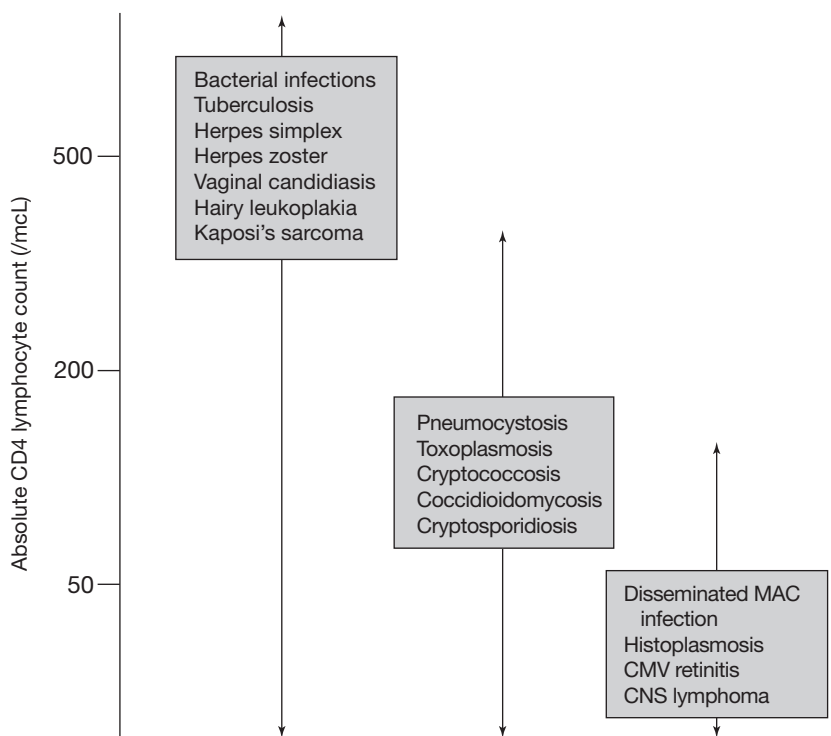 Absolute CD4 lymphocyte count (/mcL)
500
200
50
Bacterial infections
Tuberculosis
Herpes simplex
Herpes zoster
Vaginal candidiasis
Hairy leukoplakia
Kaposi's sarcoma
Pneumocystosis
Toxoplasmosis
Cryptococcosis
Coccidioidomycosis
Cryptosporidiosis
Disseminated MAC
infection
Histoplasmosis
CMV retinitis
CNS lymphoma